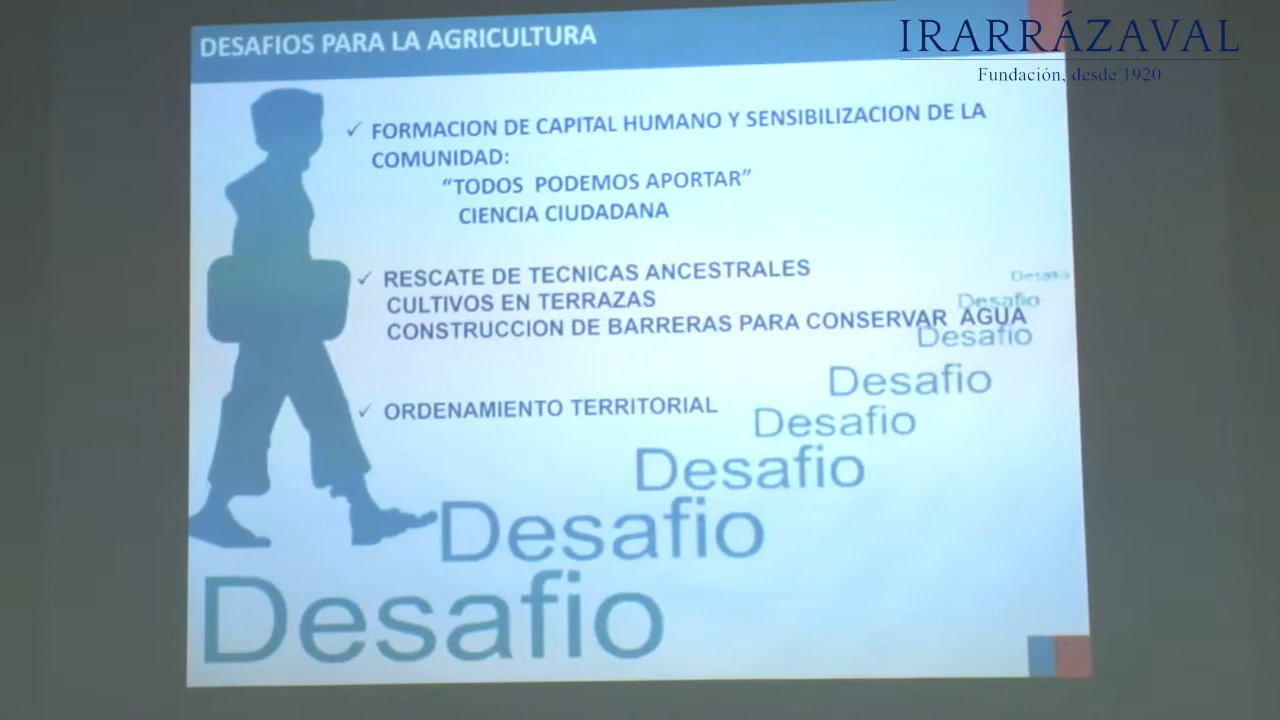 DESAFIOS PARA LA AGRICULTURA
IRARRÁZAVAL
Fundación, desde 1920
✓ FORMACION DE CAPITAL HUMANO Y SENSIBILIZACION DE LA
COMUNIDAD:
“TODOS PODEMOS APORTAR”
CIENCIA CIUDADANA
✓ RESCATE DE TECNICAS ANCESTRALES
CULTIVOS EN TERRAZAS
CONSTRUCCION DE BARRERAS PARA CONSERVAR AGUA
✓ ORDENAMIENTO TERRITORIAL
Desafio
Desafio
Desafio
Desafio
Desafio
Desafio
Desafio
Desafio